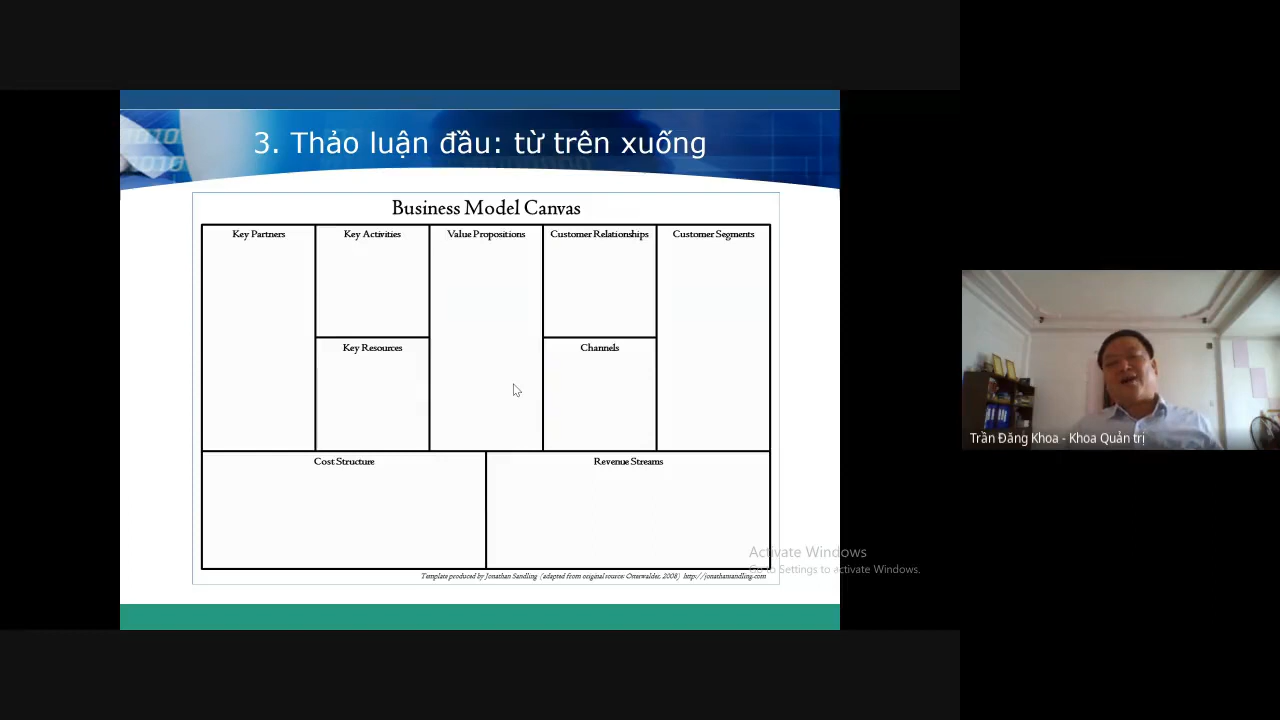 3. Thảo luận đầu: từ trên xuống
Business Model Canvas
Key Partners
Key Activities
Value Propositions
Customer Relationships
Customer Segments
Key Resources
Channels
Cost Structure
Revenue Streams
Template produced by Jonathan Sandling (adapted from original source: Osterwalder, 2008) http://jonathansandling.com
Activate Windows
Go to Settings to activate Windows.
Trần Đăng Khoa - Khoa Quản trị